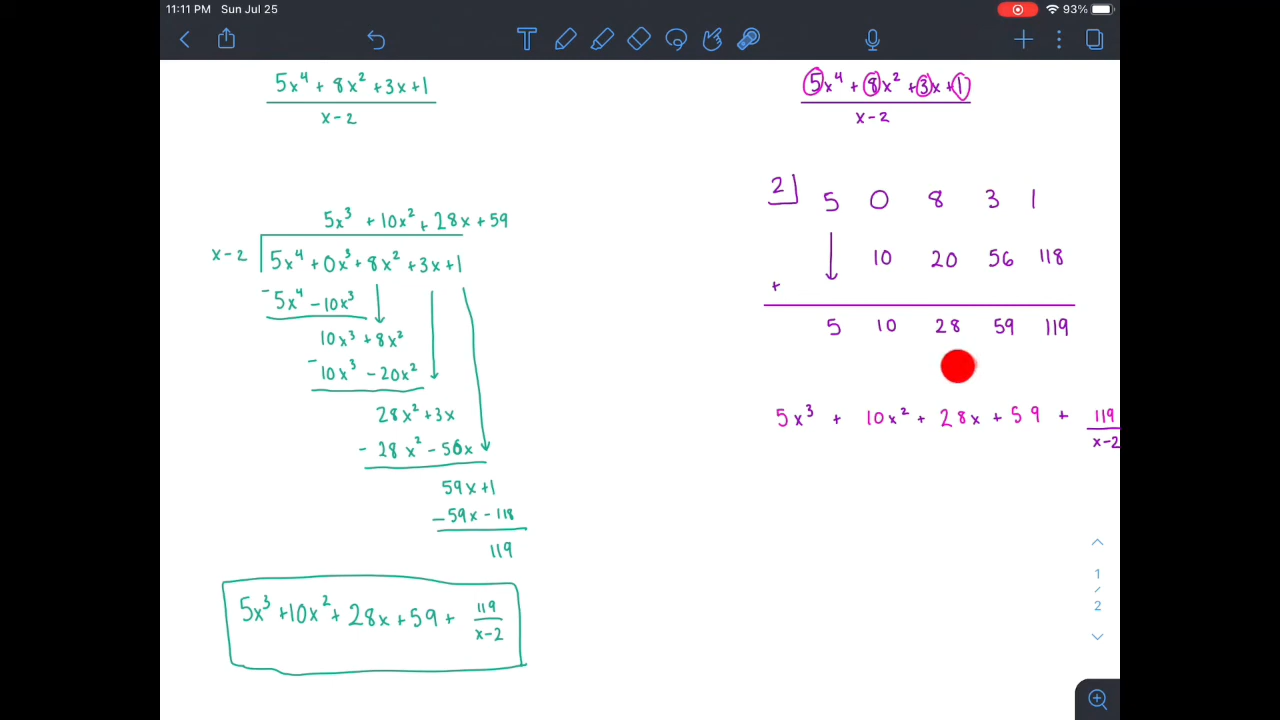 11:11 PM Sun Jul 25
93%
5x⁴ + 8x² + 3x + 1
x - 2
5x³ + 10x² + 28x + 59
x - 2
5x⁴ + 0x³ + 8x² + 3x + 1
- 5x⁴ - 10x³
10x³ + 8x²
- 10x³ - 20x²
28x² + 3x
- 28x² - 56x
59x + 1
- 59x - 118
119
5x³ + 10x² + 28x + 59 + 119
x - 2
5x⁴ + 8x² + 3x + 1
x - 2
2 5 0 8 3 1
10 20 56 118
+
5 10 28 59 119
5x³ + 10x² + 28x + 59 + 119
x - 2
1
/
2